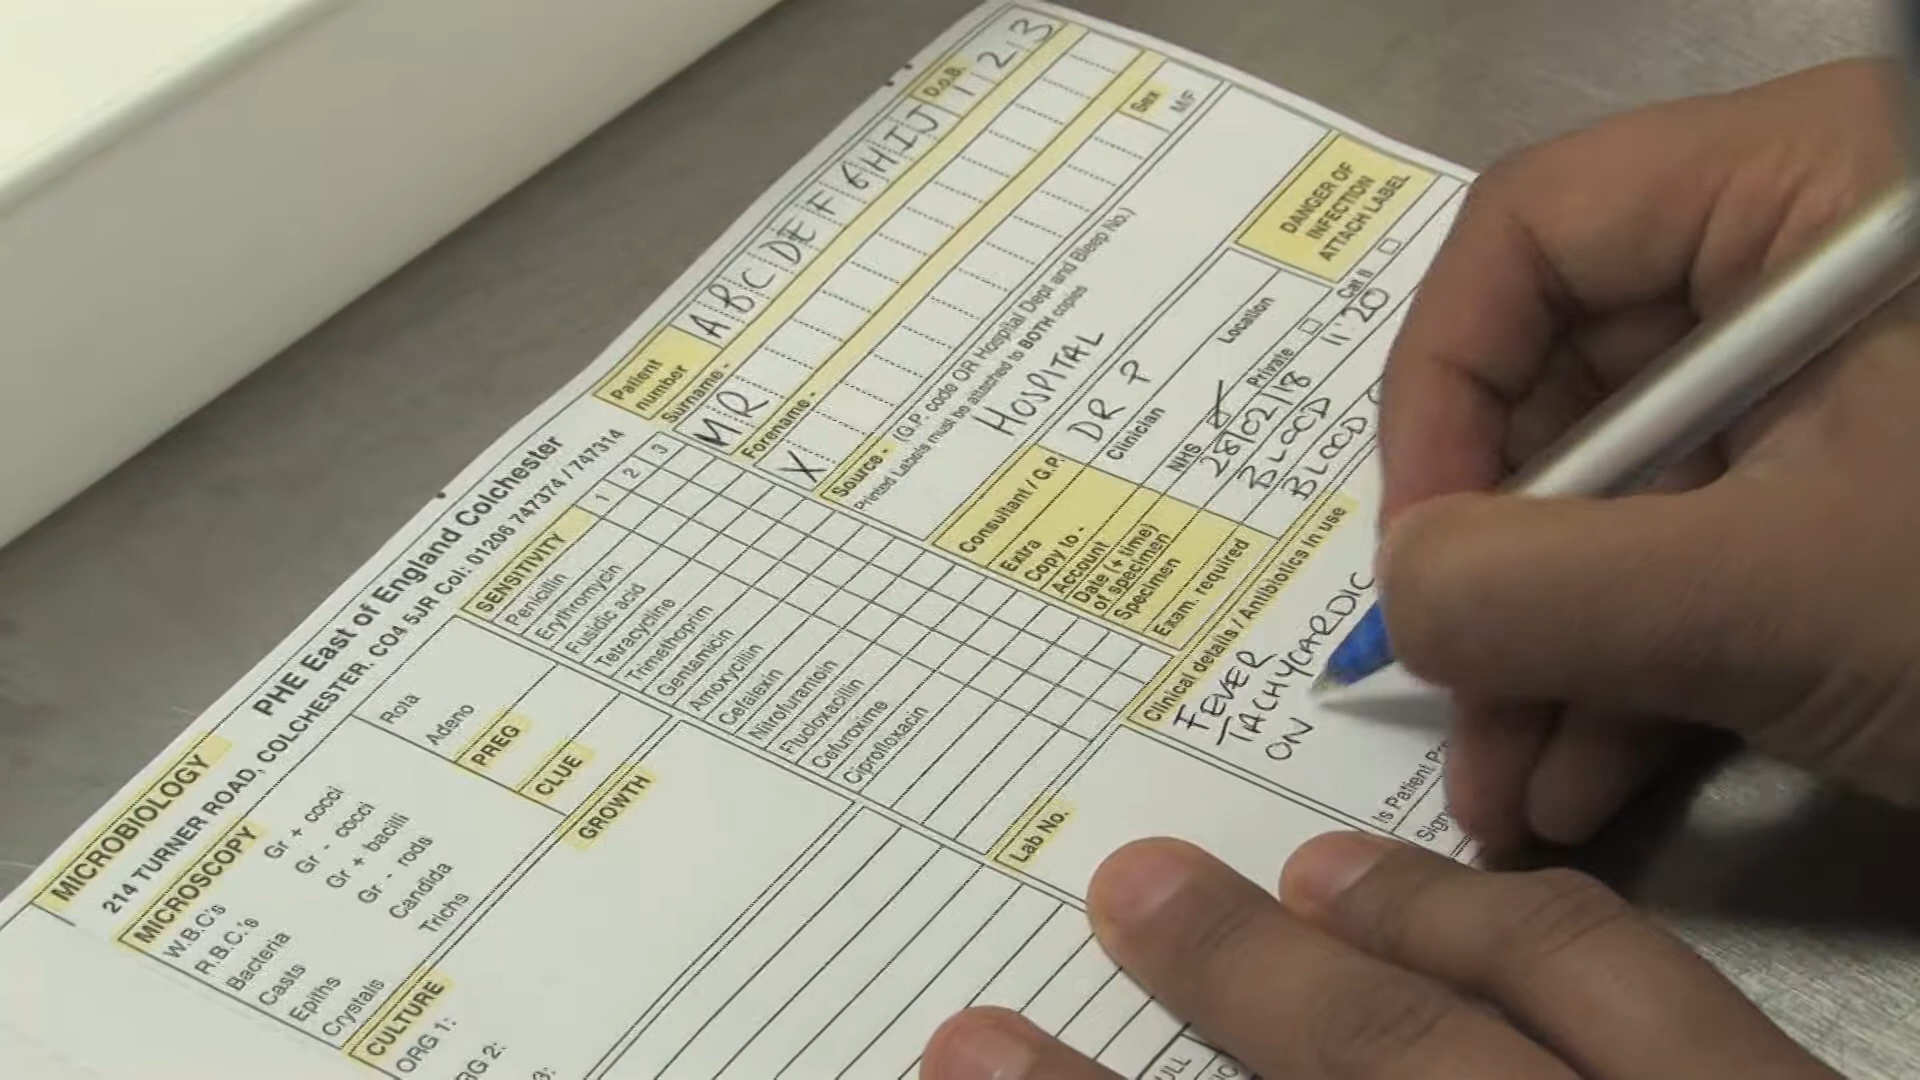 MICROBIOLOGY
PHE East of England Colchester
214 TURNER ROAD, COLCHESTER. CO4 5JR Col: 01206 747374 / 747314
Patient number
ABCDEFGHIJ 123
D.o.B.
Surname -
MR
Forename -
X
Sex
M/F
Source - (G.P. code OR Hospital Dept and Bleep No.)
Printed Labels must be attached to BOTH copies
HOSPITAL
DANGER OF
INFECTION
ATTACH LABEL
Consultant / G.P.
DR P
Extra
Copy to -
Clinician
Location
Account
NHS ✓ Private □ Cat II □
Date (+ time)
of specimen
28/02/18 11:20
Specimen
BLOOD
Exam. required
BLOOD
Clinical details / Antibiotics in use
FEVER
TACHYCARDIC
ON
Is Patient
Lab No.
SENSITIVITY 1 2 3
Penicillin
Erythromycin
Fusidic acid
Tetracycline
Trimethoprim
Gentamicin
Amoxycillin
Cefalexin
Nitrofurantoin
Flucloxacillin
Cefuroxime
Ciprofloxacin
MICROSCOPY
W.B.C's Gr + cocci Rota
R.B.C.'s Gr - cocci Adeno
Bacteria Gr + bacilli PREG
Casts Gr - rods
Epiths Candida CLUE
Crystals Trichs
CULTURE
GROWTH
ORG 1: